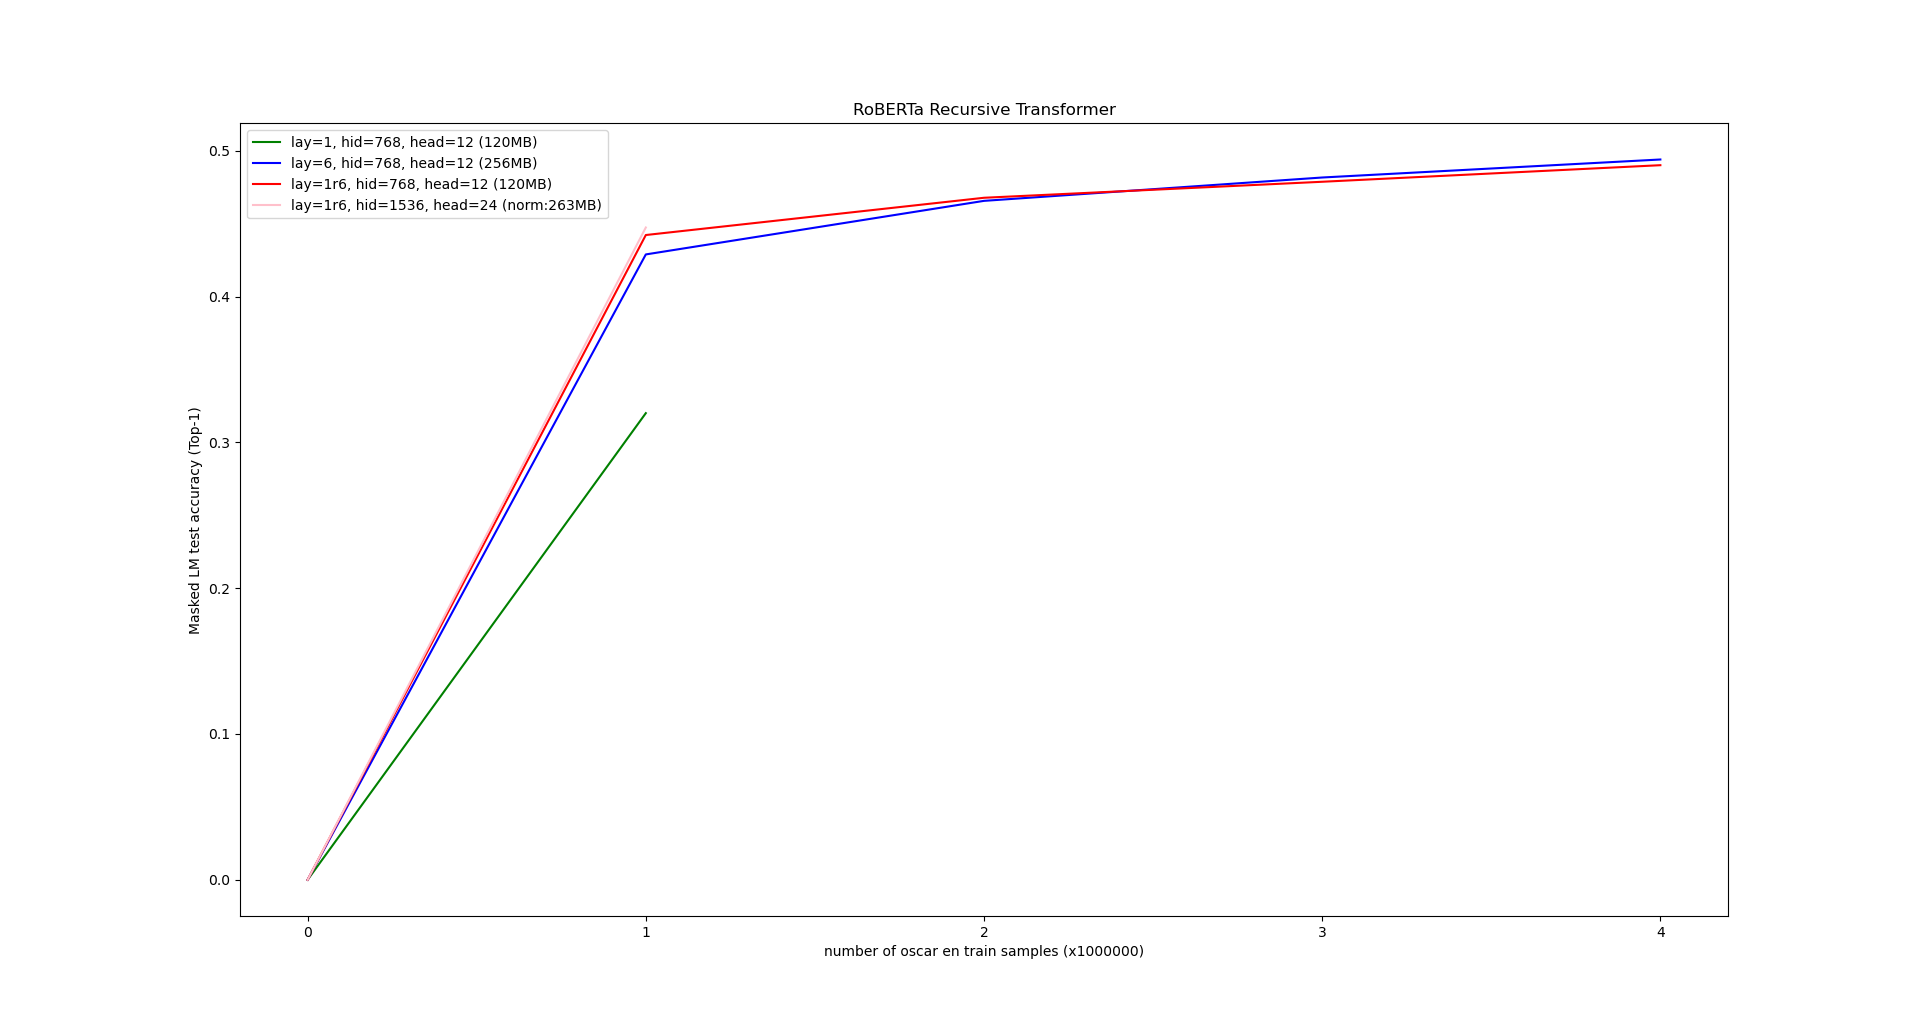 RoBERTa Recursive Transformer
lay=1, hid=768, head=12 (120MB)
lay=6, hid=768, head=12 (256MB)
lay=1r6, hid=768, head=12 (120MB)
lay=1r6, hid=1536, head=24 (norm:263MB)
0.5
0.4
0.3
0.2
0.1
0.0
Masked LM test accuracy (Top-1)
0 1 2 3 4
number of oscar en train samples (x1000000)